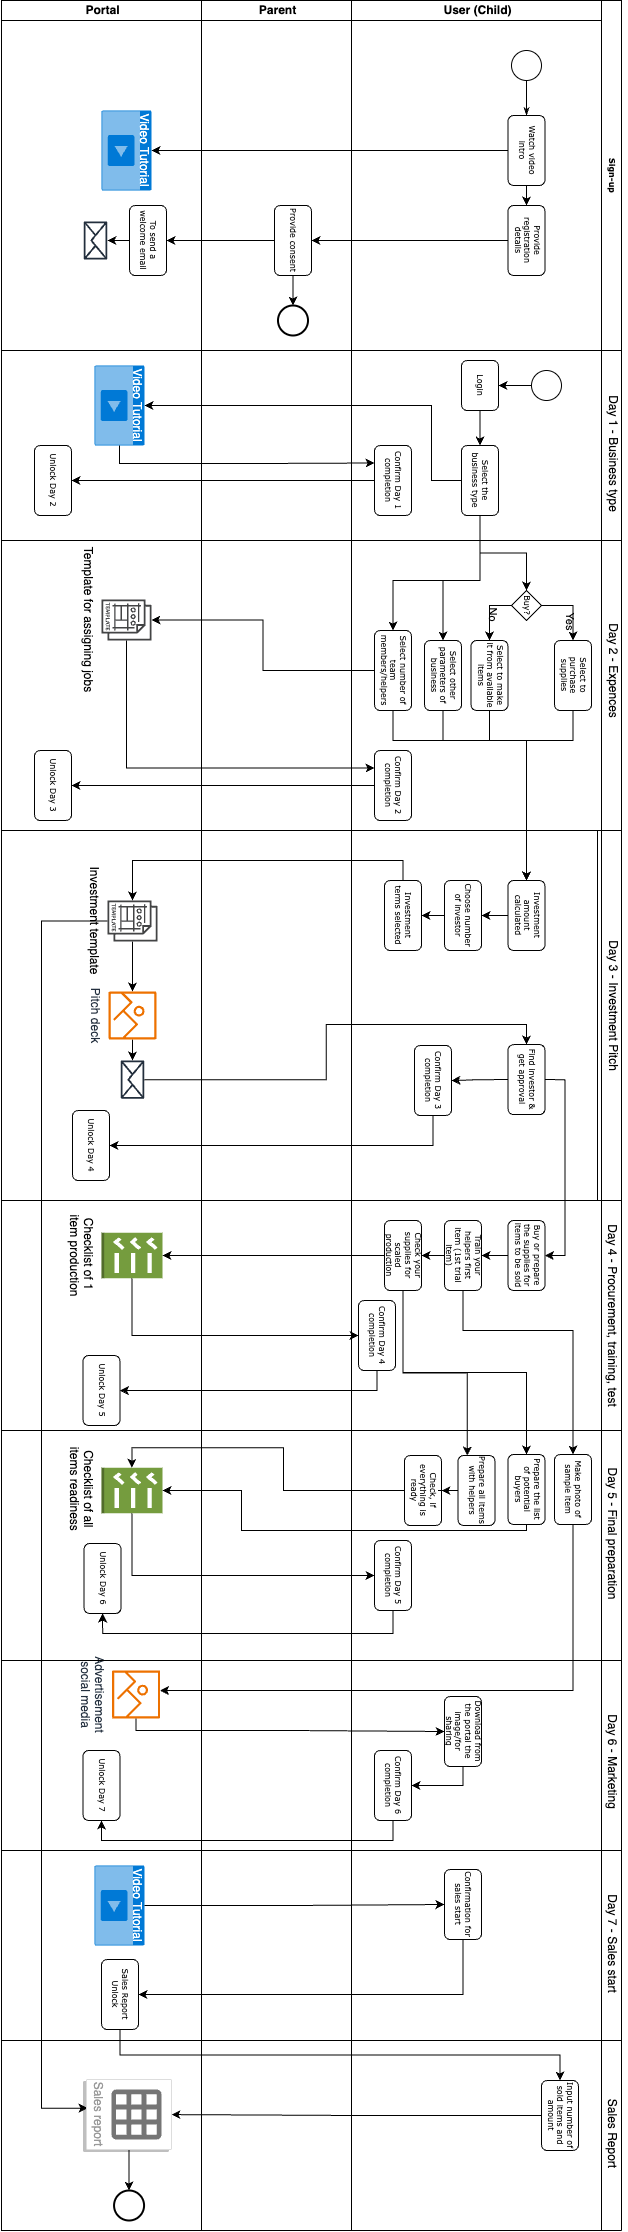 Portal
Parent
User (Child)
sign-up
Watch video
intro
Video Tutorial
Provide
registration
details
Provide consent
To send a
welcome email
Day 1 - Business type
Login
Select the
business type
Video Tutorial
Confirm Day 1
completion
Unlock Day 2
Day 2 - Expences
Buy?
Yes
No
Select to
purchase
supplies
Select to make
it from available
items
Select other
parameters of
business
Select number of
team
members/helpers
TEMPLATE
Template for assigning jobs
Confirm Day 2
completion
Unlock Day 3
Day 3 - Investment Pitch
Investment
amount
calculated
Choose number
of investor
Investment
terms selected
TEMPLATE
Investment template
Pitch deck
Find investor &
get approval
Confirm Day 3
completion
Unlock Day 4
Day 4 - Procurement, training, test
Buy or prepare
the supplies for
items to be sold
Train your
helpers first
item (1st trial
item)
Check your
supplies for
scaled
production
Checklist of 1
item production
Confirm Day 4
completion
Unlock Day 5
Day 5 - Final preparation
Make photo of
sample item
Prepare the list
of potential
buyers
Prepare all items
with helpers
Check, if
everything is
ready
Checklist of all
items readiness
Confirm Day 5
completion
Unlock Day 6
Day 6 - Marketing
Advertisement
social media
Download from
the portal the
image/for
sharing
Confirm Day 6
completion
Unlock Day 7
Day 7 - Sales start
Video Tutorial
Confirmation for
sales start
Sales Report
Unlock
Sales Report
Input number of
sold items and
amount
Sales report